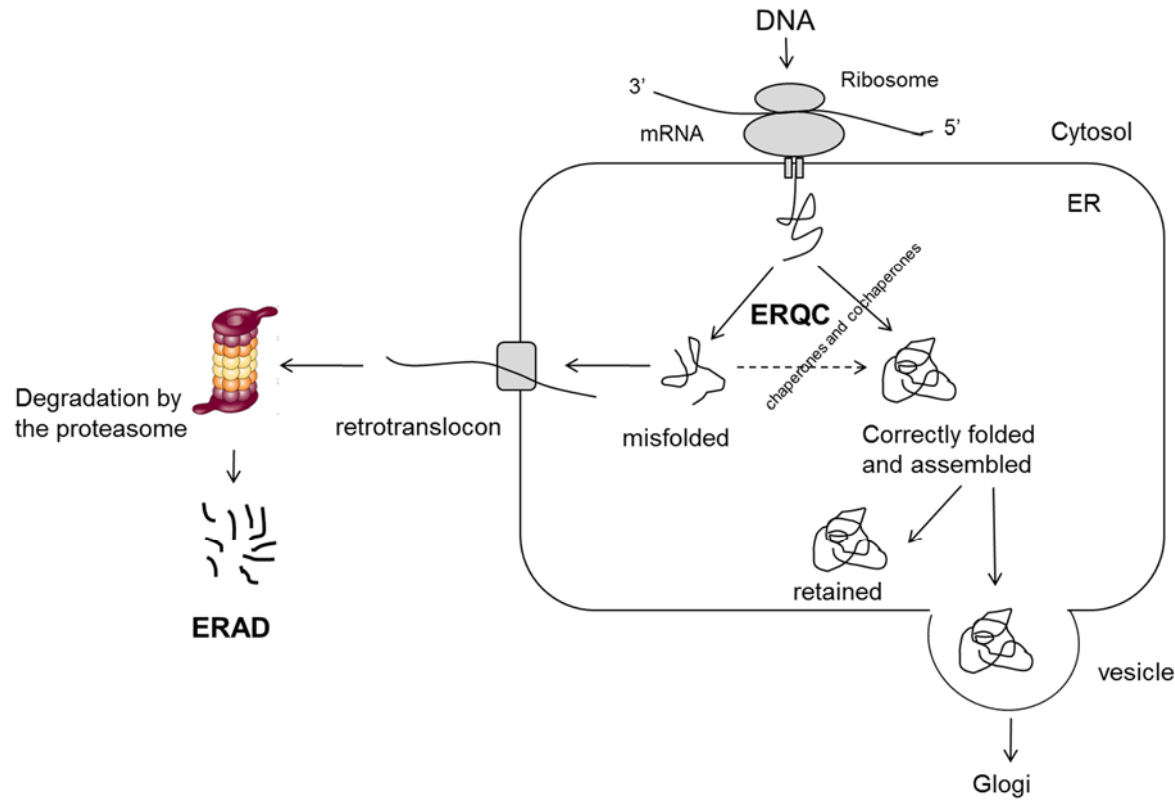 DNA
Ribosome
3’
mRNA
5’
Cytosol
ER
ERQC
chaperones and cochaperones
Degradation by
the proteasome
retrotranslocon
misfolded
Correctly folded
and assembled
retained
ERAD
vesicle
Glogi